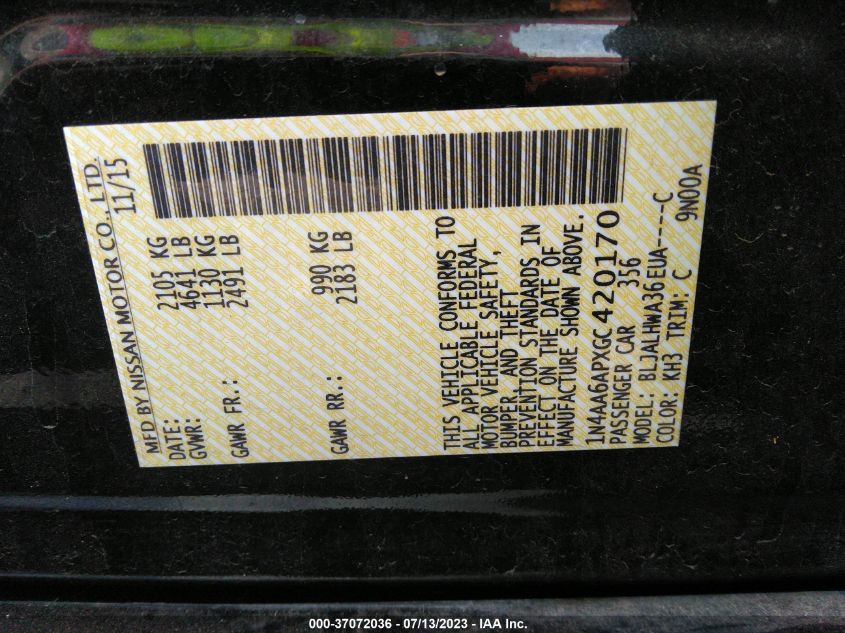 MFD BY NISSAN MOTOR CO., LTD.
DATE: 11/15
GVWR: 2105 KG
4641 LB
GAWR FR.: 1130 KG
2491 LB
GAWR RR.: 990 KG
2183 LB
THIS VEHICLE CONFORMS TO
ALL APPLICABLE FEDERAL
MOTOR VEHICLE SAFETY,
BUMPER, AND THEFT
PREVENTION STANDARDS IN
EFFECT ON THE DATE OF
MANUFACTURE SHOWN ABOVE.
1N4AA6APXGC420170
PASSENGER CAR 356
MODEL: BLJALHWA36EUA----C
COLOR: KH3 TRIM: C 9N00A
000-37072036 - 07/13/2023 - IAA Inc.